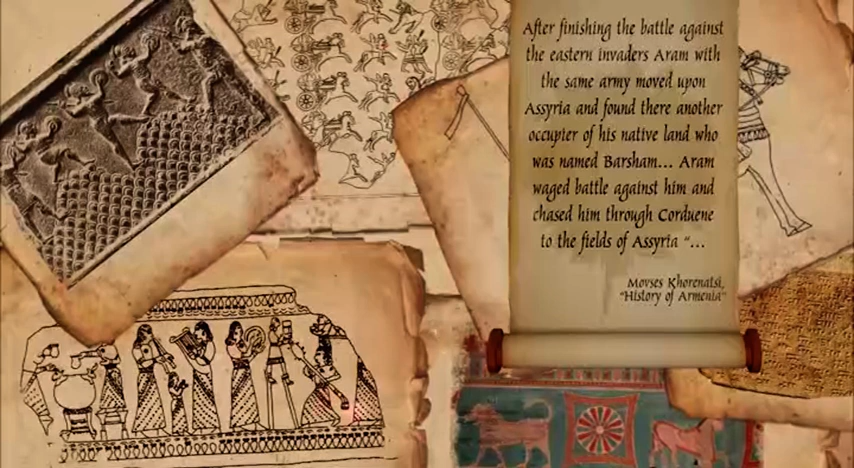 After finishing the battle against
the eastern invaders Aram with
the same army moved upon
Assyria and found there another
occupier of his native land who
was named Barsham... Aram
waged battle against him and
chased him through Corduene
to the fields of Assyria "...
Movses Khorenatsi,
"History of Armenia"